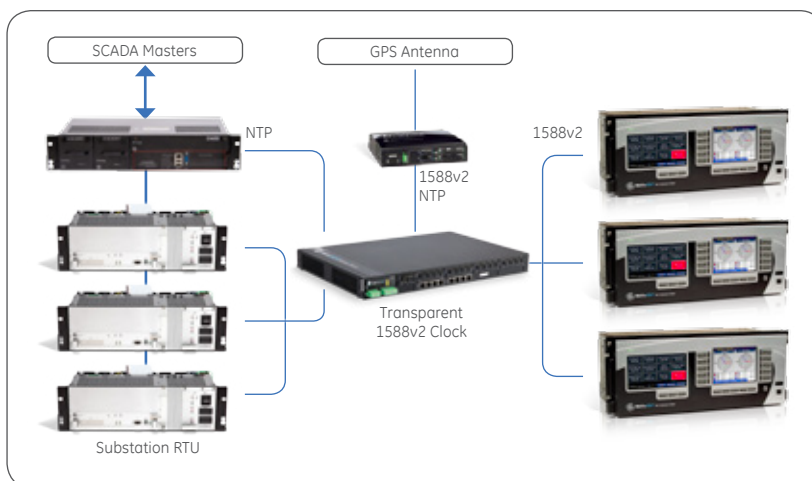 SCADA Masters
GPS Antenna
NTP
1588v2
1588v2
NTP
Transparent
1588v2 Clock
Substation RTU